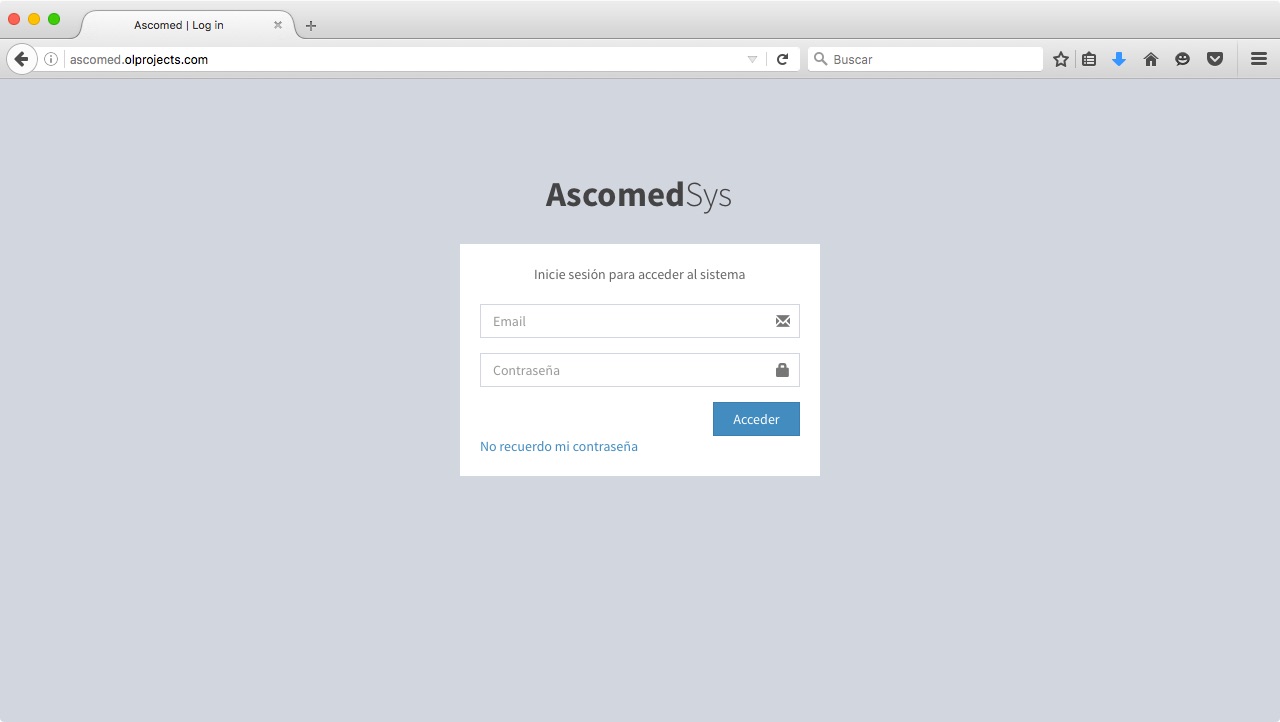 Ascomed | Log in
ascomed.olprojects.com
Buscar
AscomedSys
Inicie sesión para acceder al sistema
Email
Contraseña
Acceder
No recuerdo mi contraseña